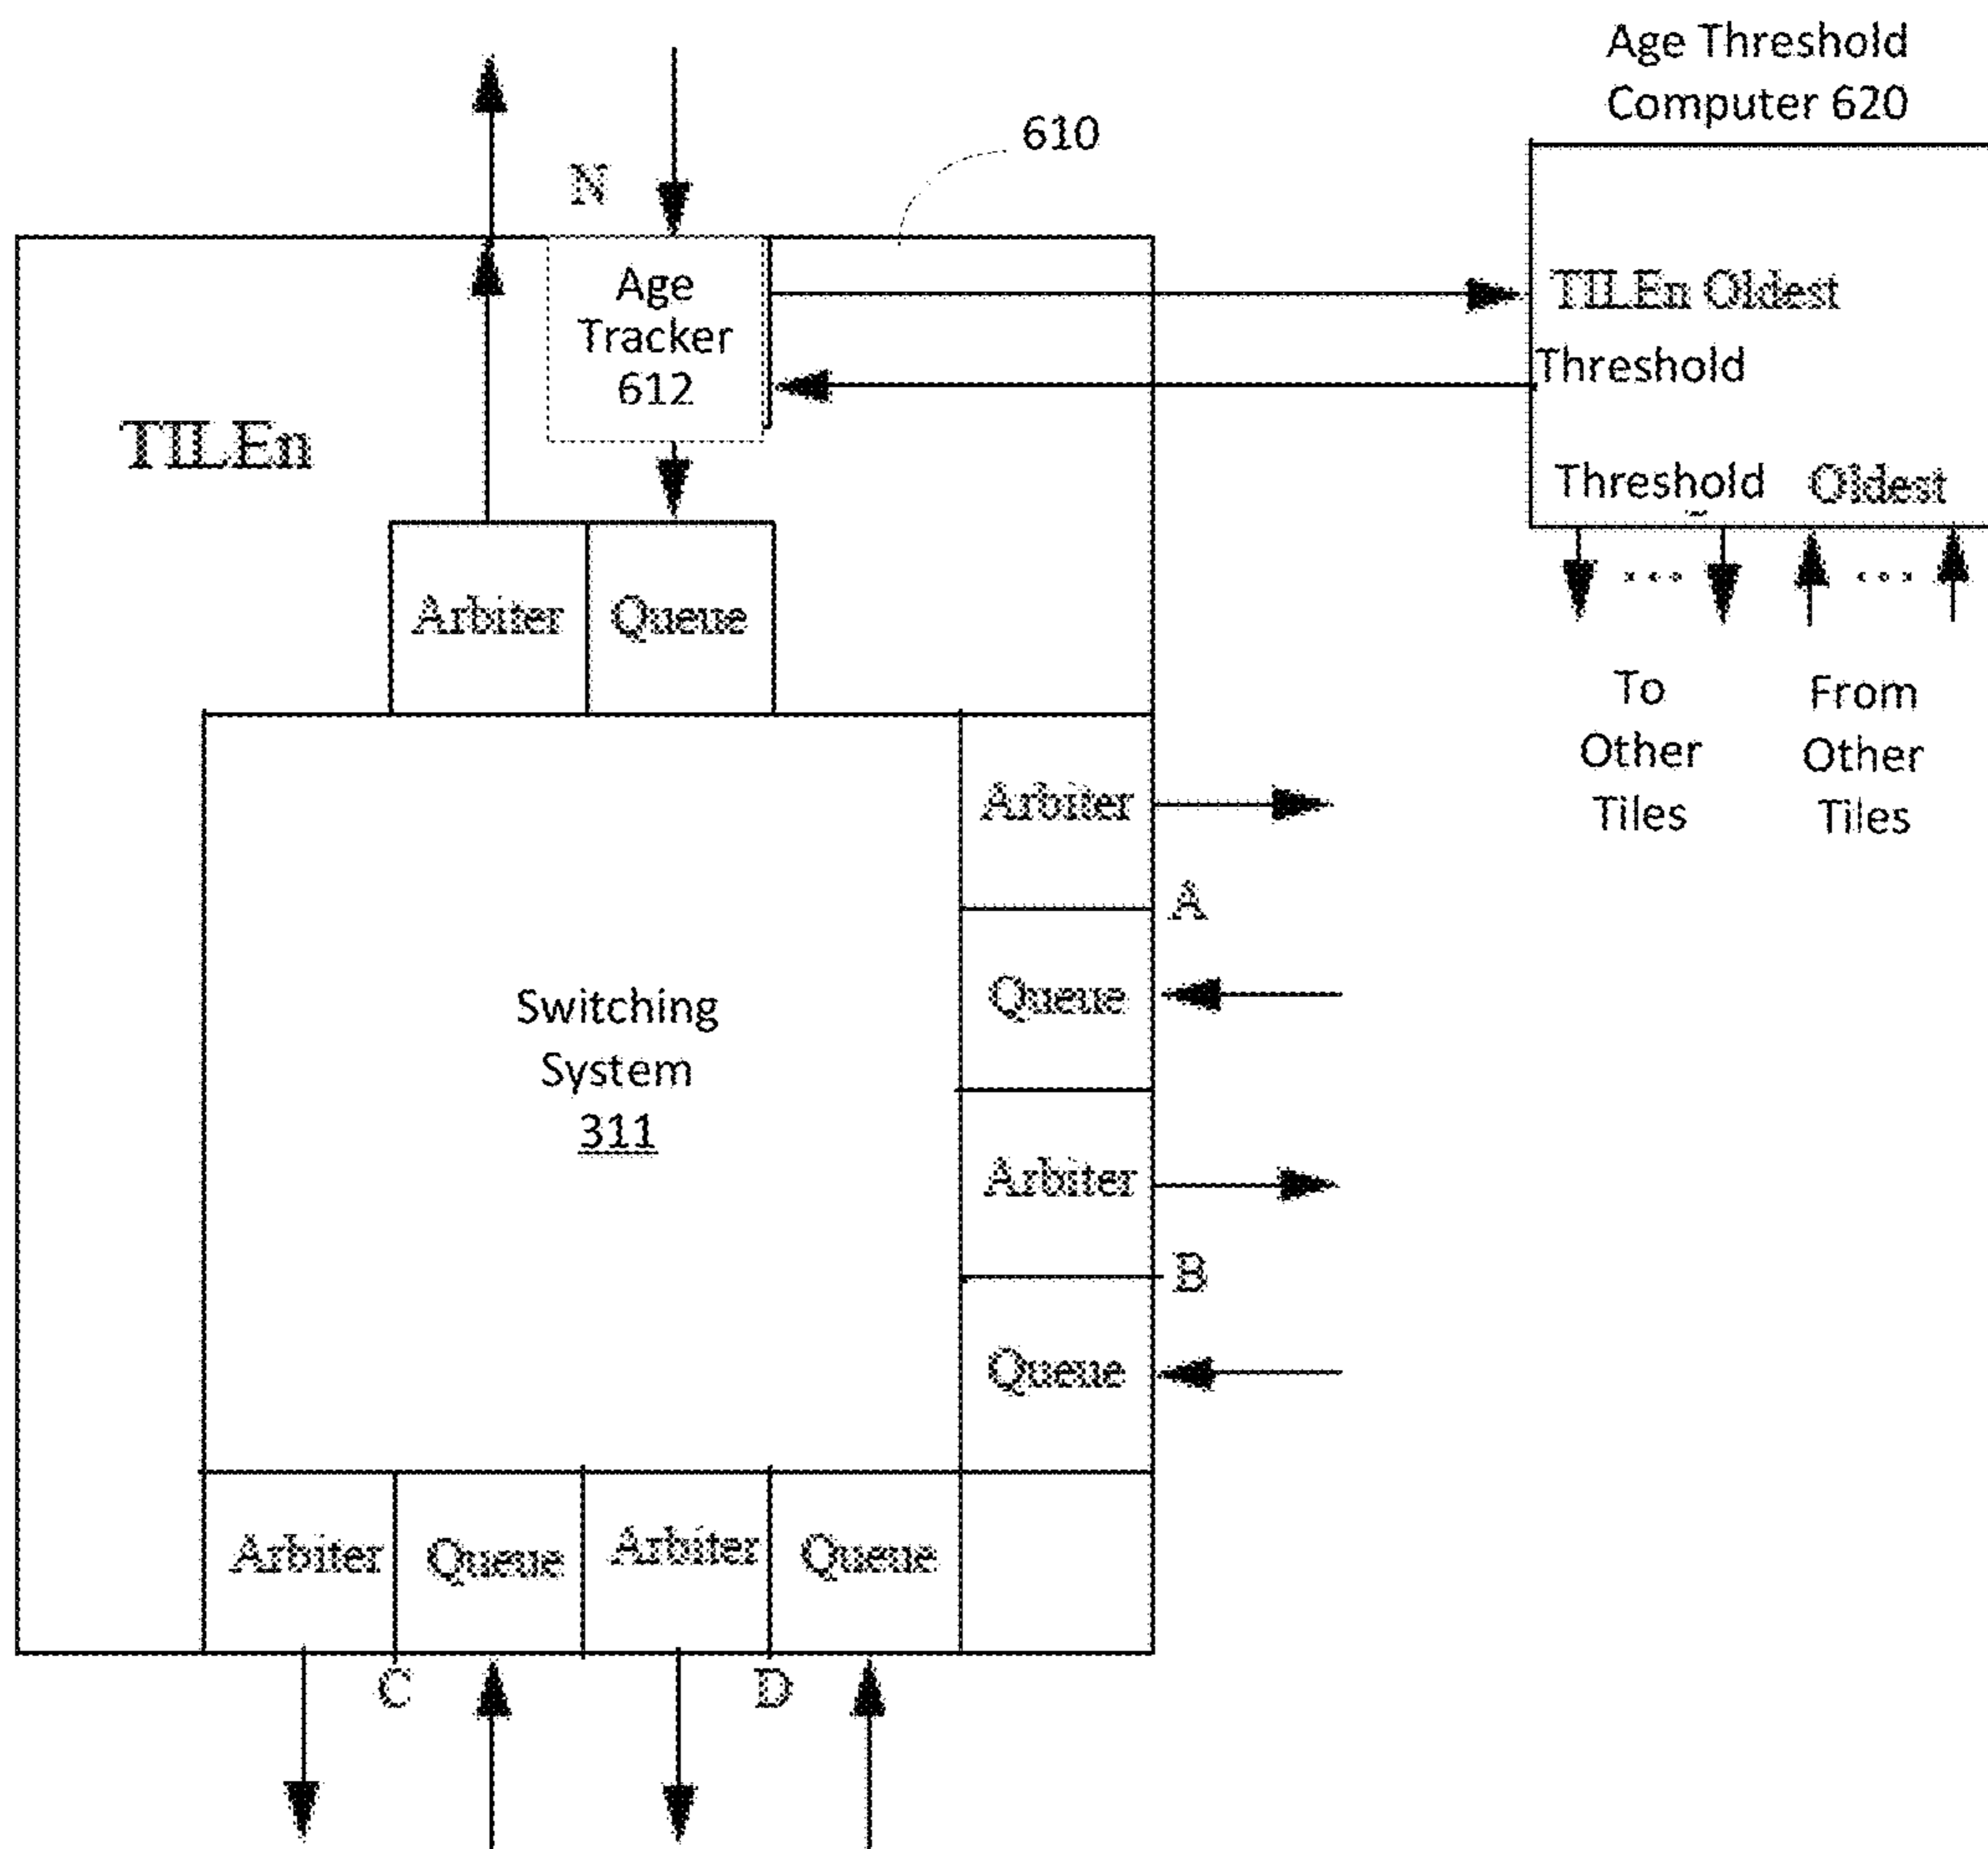 Age Threshold
Computer 620
610
N
Age
Tracker
612
TILEn Oldest
Threshold
TILEn
Threshold Oldest
Arbiter Queue
... ...
To
Other
Tiles
From
Other
Tiles
Arbiter
A
Queue
Switching
System
311
Arbiter
B
Queue
Arbiter Queue Arbiter Queue
C D